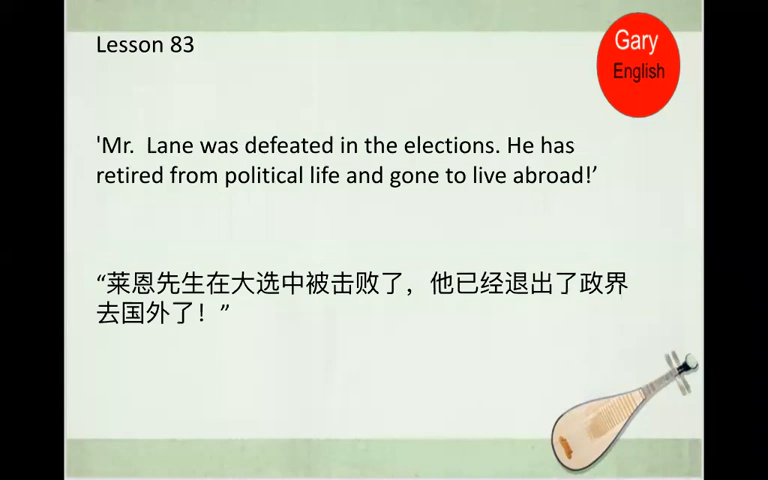 Lesson 83
Gary
English
'Mr.  Lane was defeated in the elections. He has
retired from political life and gone to live abroad!’
“莱恩先生在大选中被击败了，他已经退出了政界
去国外了！”